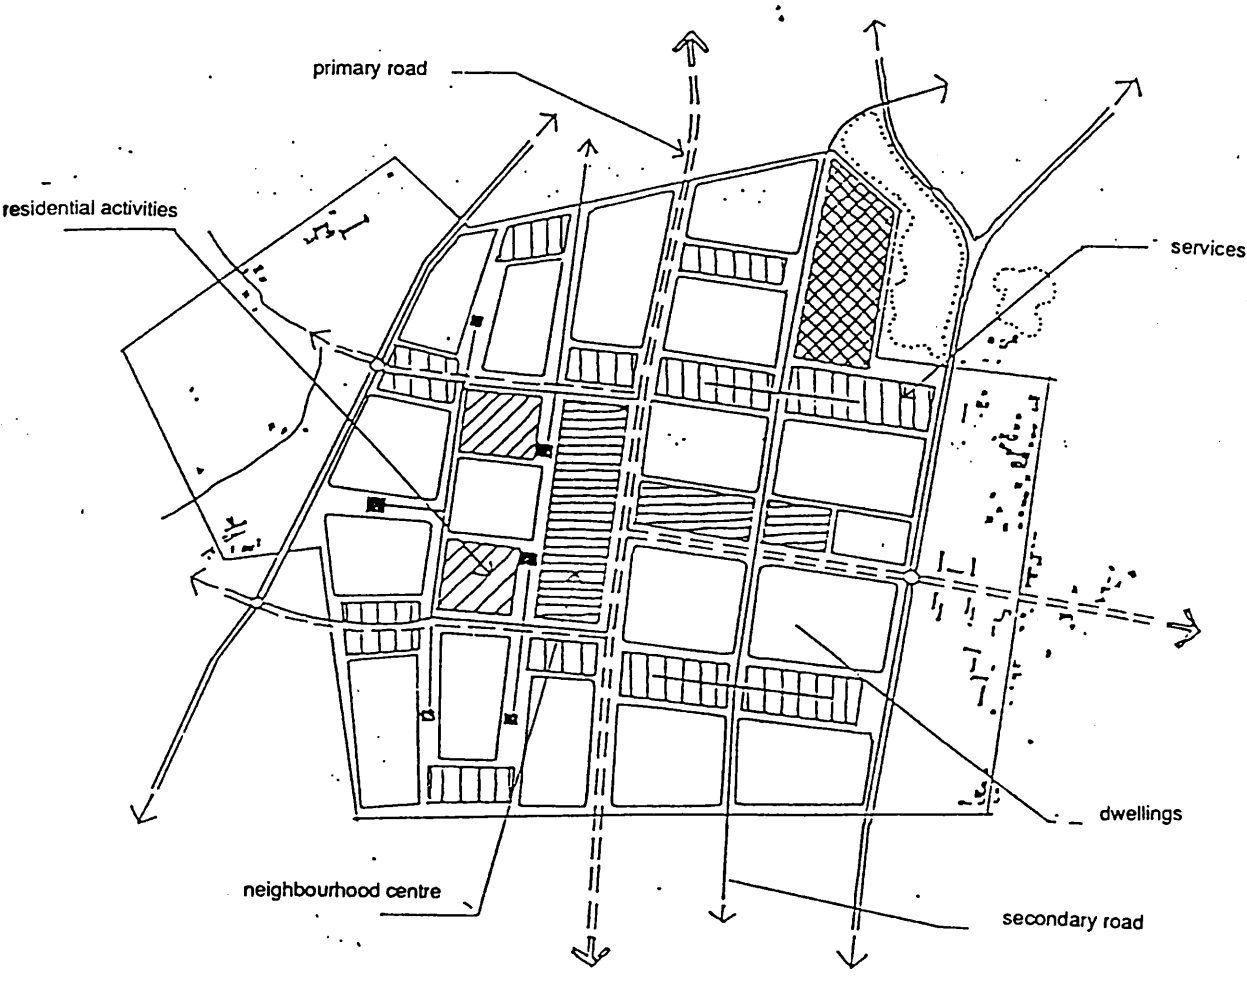 primary road
residential activities
services
dwellings
neighbourhood centre
secondary road